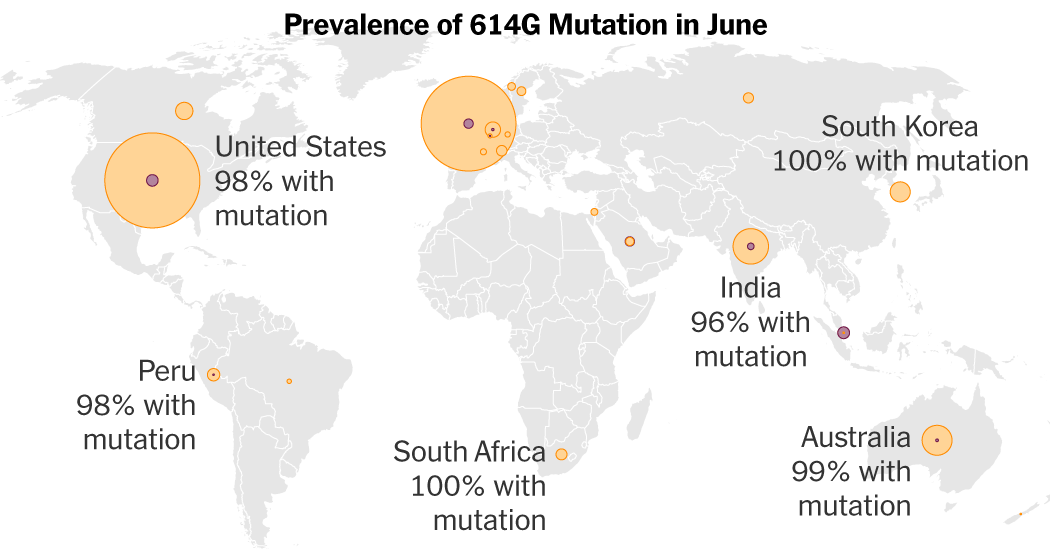 Prevalence of 614G Mutation in June
United States
98% with
mutation
South Korea
100% with mutation
India
96% with
mutation
Peru
98% with
mutation
South Africa
100% with
mutation
Australia
99% with
mutation